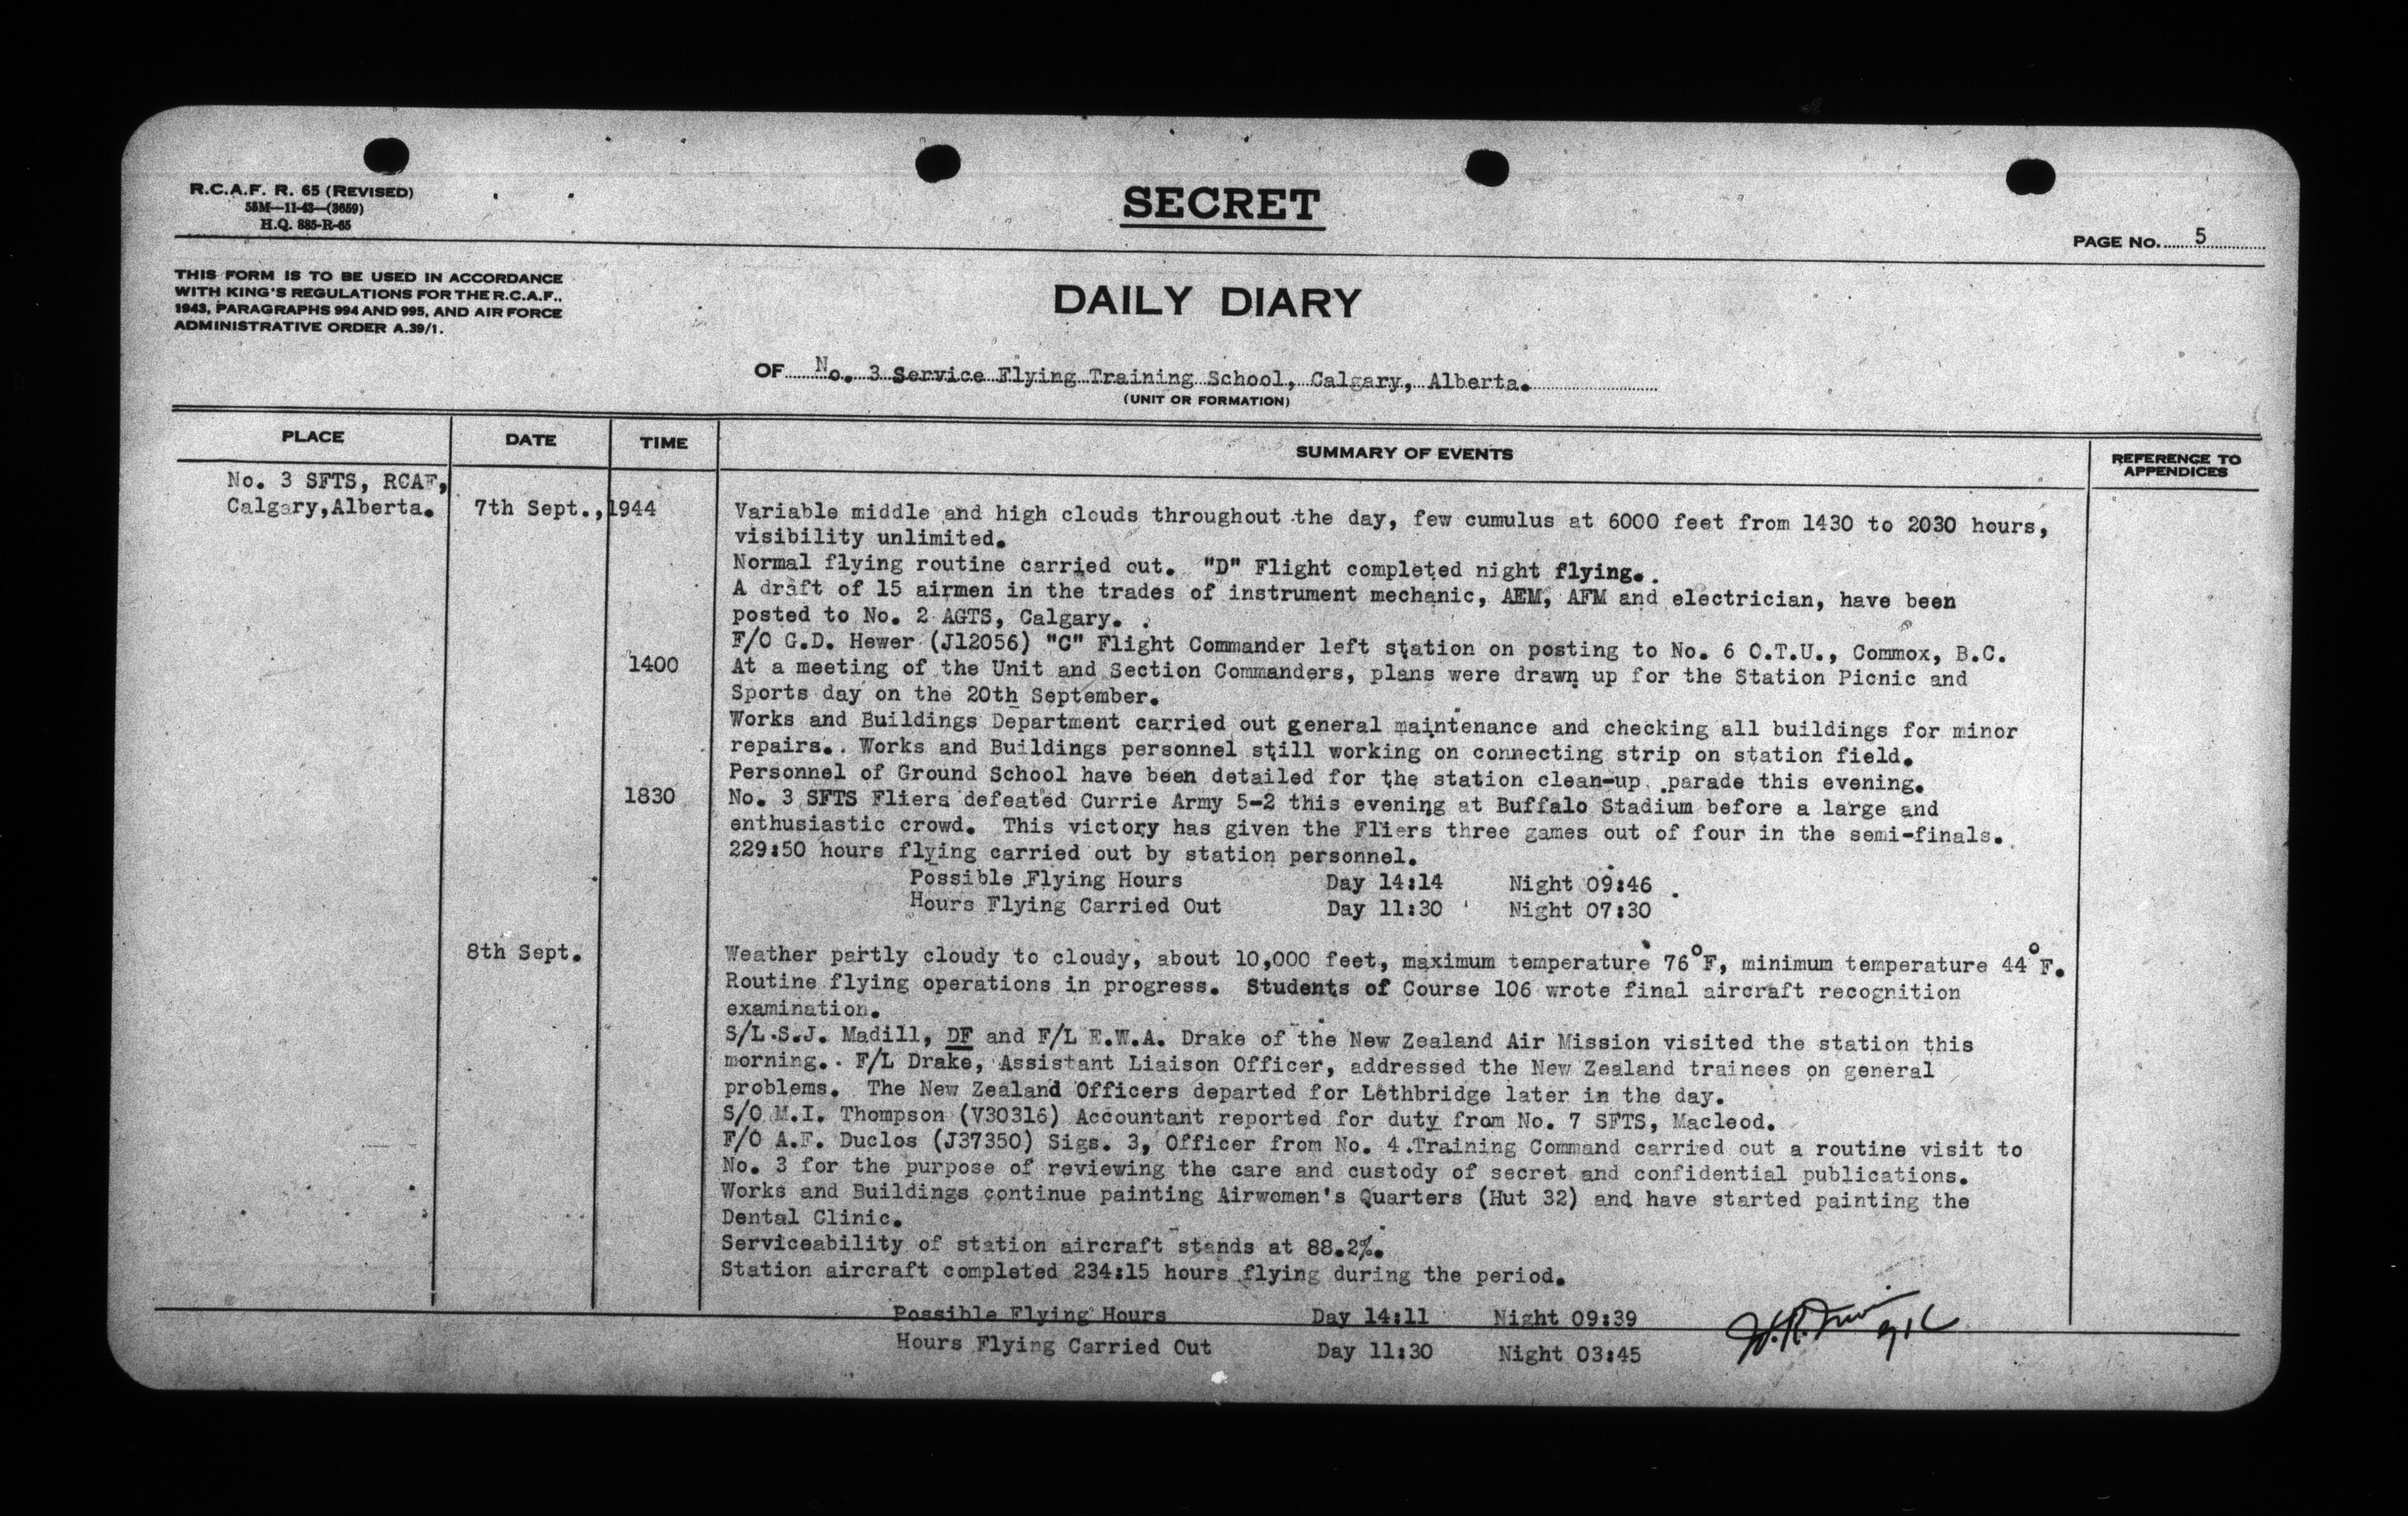 R.C.A.F. R. 65 (REVISED)
55M—11-43—(3659)
H.Q. 885-R-65
SECRET
PAGE NO. 5
THIS FORM IS TO BE USED IN ACCORDANCE
WITH KING'S REGULATIONS FOR THE R.C.A.F.,
1943, PARAGRAPHS 994 AND 995, AND AIR FORCE
ADMINISTRATIVE ORDER A.39/1.
DAILY DIARY
OF No. 3 Service Flying Training School, Calgary, Alberta.
(UNIT OR FORMATION)
PLACE DATE TIME SUMMARY OF EVENTS REFERENCE TO APPENDICES
No. 3 SFTS, RCAF,
Calgary,Alberta. 7th Sept., 1944 Variable middle and high clouds throughout the day, few cumulus at 6000 feet from 1430 to 2030 hours,
visibility unlimited.
Normal flying routine carried out. "D" Flight completed night flying.
A draft of 15 airmen in the trades of instrument mechanic, AEM, AFM and electrician, have been
posted to No. 2 AGTS, Calgary.
F/O G.D. Hewer (J12056) "C" Flight Commander left station on posting to No. 6 O.T.U., Commox, B.C.
1400 At a meeting of the Unit and Section Commanders, plans were drawn up for the Station Picnic and
Sports day on the 20th September.
Works and Buildings Department carried out general maintenance and checking all buildings for minor
repairs. Works and Buildings personnel still working on connecting strip on station field.
Personnel of Ground School have been detailed for the station clean-up parade this evening.
1830 No. 3 SFTS Fliers defeated Currie Army 5-2 this evening at Buffalo Stadium before a large and
enthusiastic crowd. This victory has given the Fliers three games out of four in the semi-finals.
229:50 hours flying carried out by station personnel.
Possible Flying Hours Day 14:14 Night 09:46
Hours Flying Carried Out Day 11:30 Night 07:30
8th Sept. Weather partly cloudy to cloudy, about 10,000 feet, maximum temperature 76°F, minimum temperature 44°F.
Routine flying operations in progress. Students of Course 106 wrote final aircraft recognition
examination.
S/L S.J. Madill, DF and F/L E.W.A. Drake of the New Zealand Air Mission visited the station this
morning. F/L Drake, Assistant Liaison Officer, addressed the New Zealand trainees on general
problems. The New Zealand Officers departed for Lethbridge later in the day.
S/O M.I. Thompson (V30316) Accountant reported for duty from No. 7 SFTS, Macleod.
F/O A.F. Duclos (J37350) Sigs. 3, Officer from No. 4 Training Command carried out a routine visit to
No. 3 for the purpose of reviewing the care and custody of secret and confidential publications.
Works and Buildings continue painting Airwomen's Quarters (Hut 32) and have started painting the
Dental Clinic.
Serviceability of station aircraft stands at 88.2%.
Station aircraft completed 234:15 hours flying during the period.
Possible Flying Hours Day 14:11 Night 09:39
Hours Flying Carried Out Day 11:30 Night 03:45